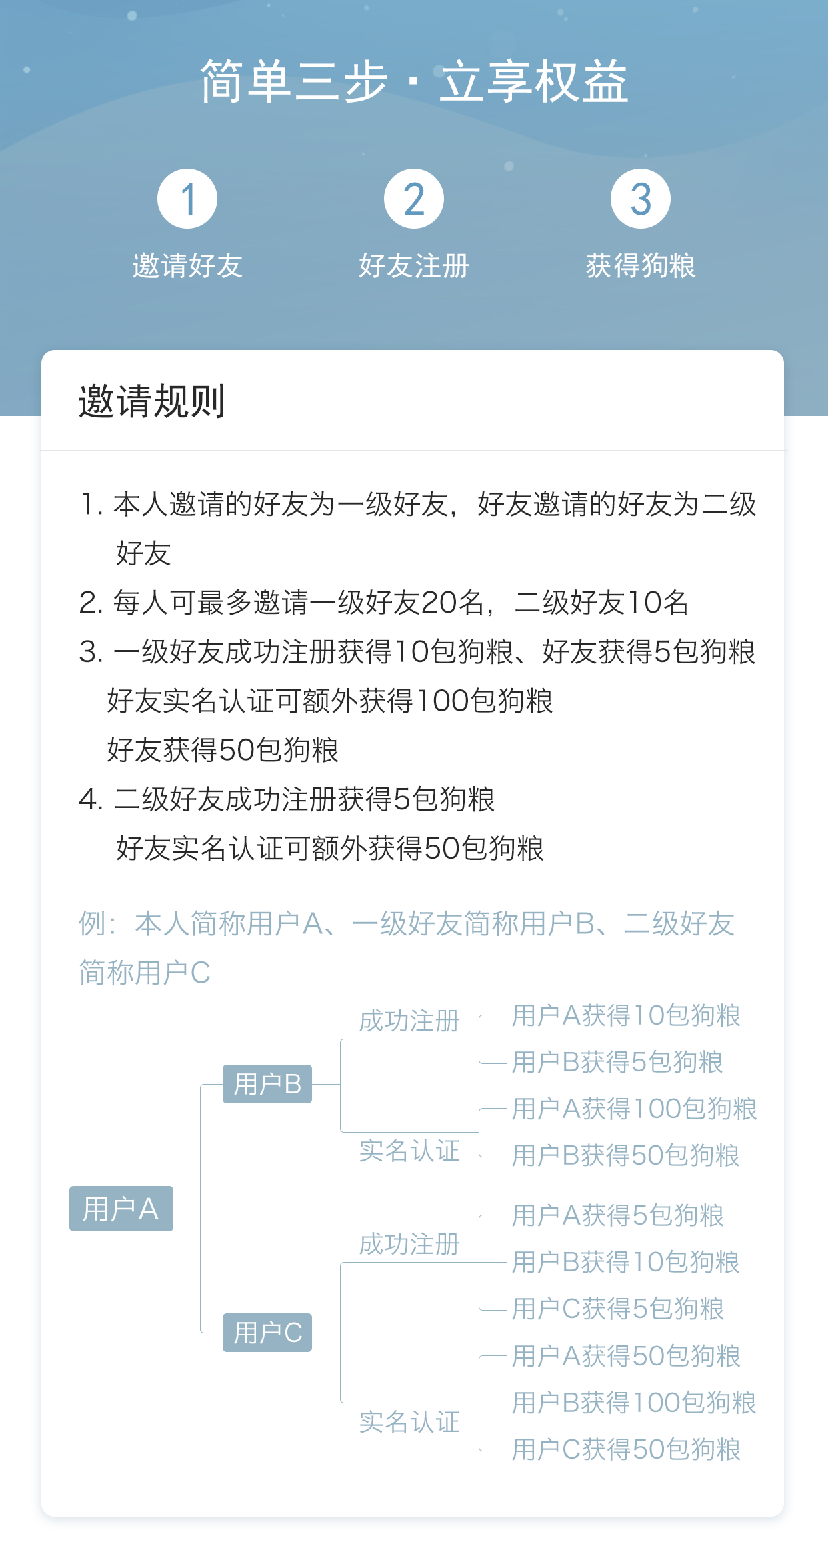 简单三步·立享权益
1
2
3
邀请好友
好友注册
获得狗粮
邀请规则
1. 本人邀请的好友为一级好友，好友邀请的好友为二级
好友
2. 每人可最多邀请一级好友20名，二级好友10名
3. 一级好友成功注册获得10包狗粮、好友获得5包狗粮
好友实名认证可额外获得100包狗粮
好友获得50包狗粮
4. 二级好友成功注册获得5包狗粮
好友实名认证可额外获得50包狗粮
例：本人简称用户A、一级好友简称用户B、二级好友
简称用户C
用户A
用户B
成功注册
用户A获得10包狗粮
用户B获得5包狗粮
实名认证
用户A获得100包狗粮
用户B获得50包狗粮
用户C
成功注册
用户A获得5包狗粮
用户B获得10包狗粮
用户C获得5包狗粮
实名认证
用户A获得50包狗粮
用户B获得100包狗粮
用户C获得50包狗粮